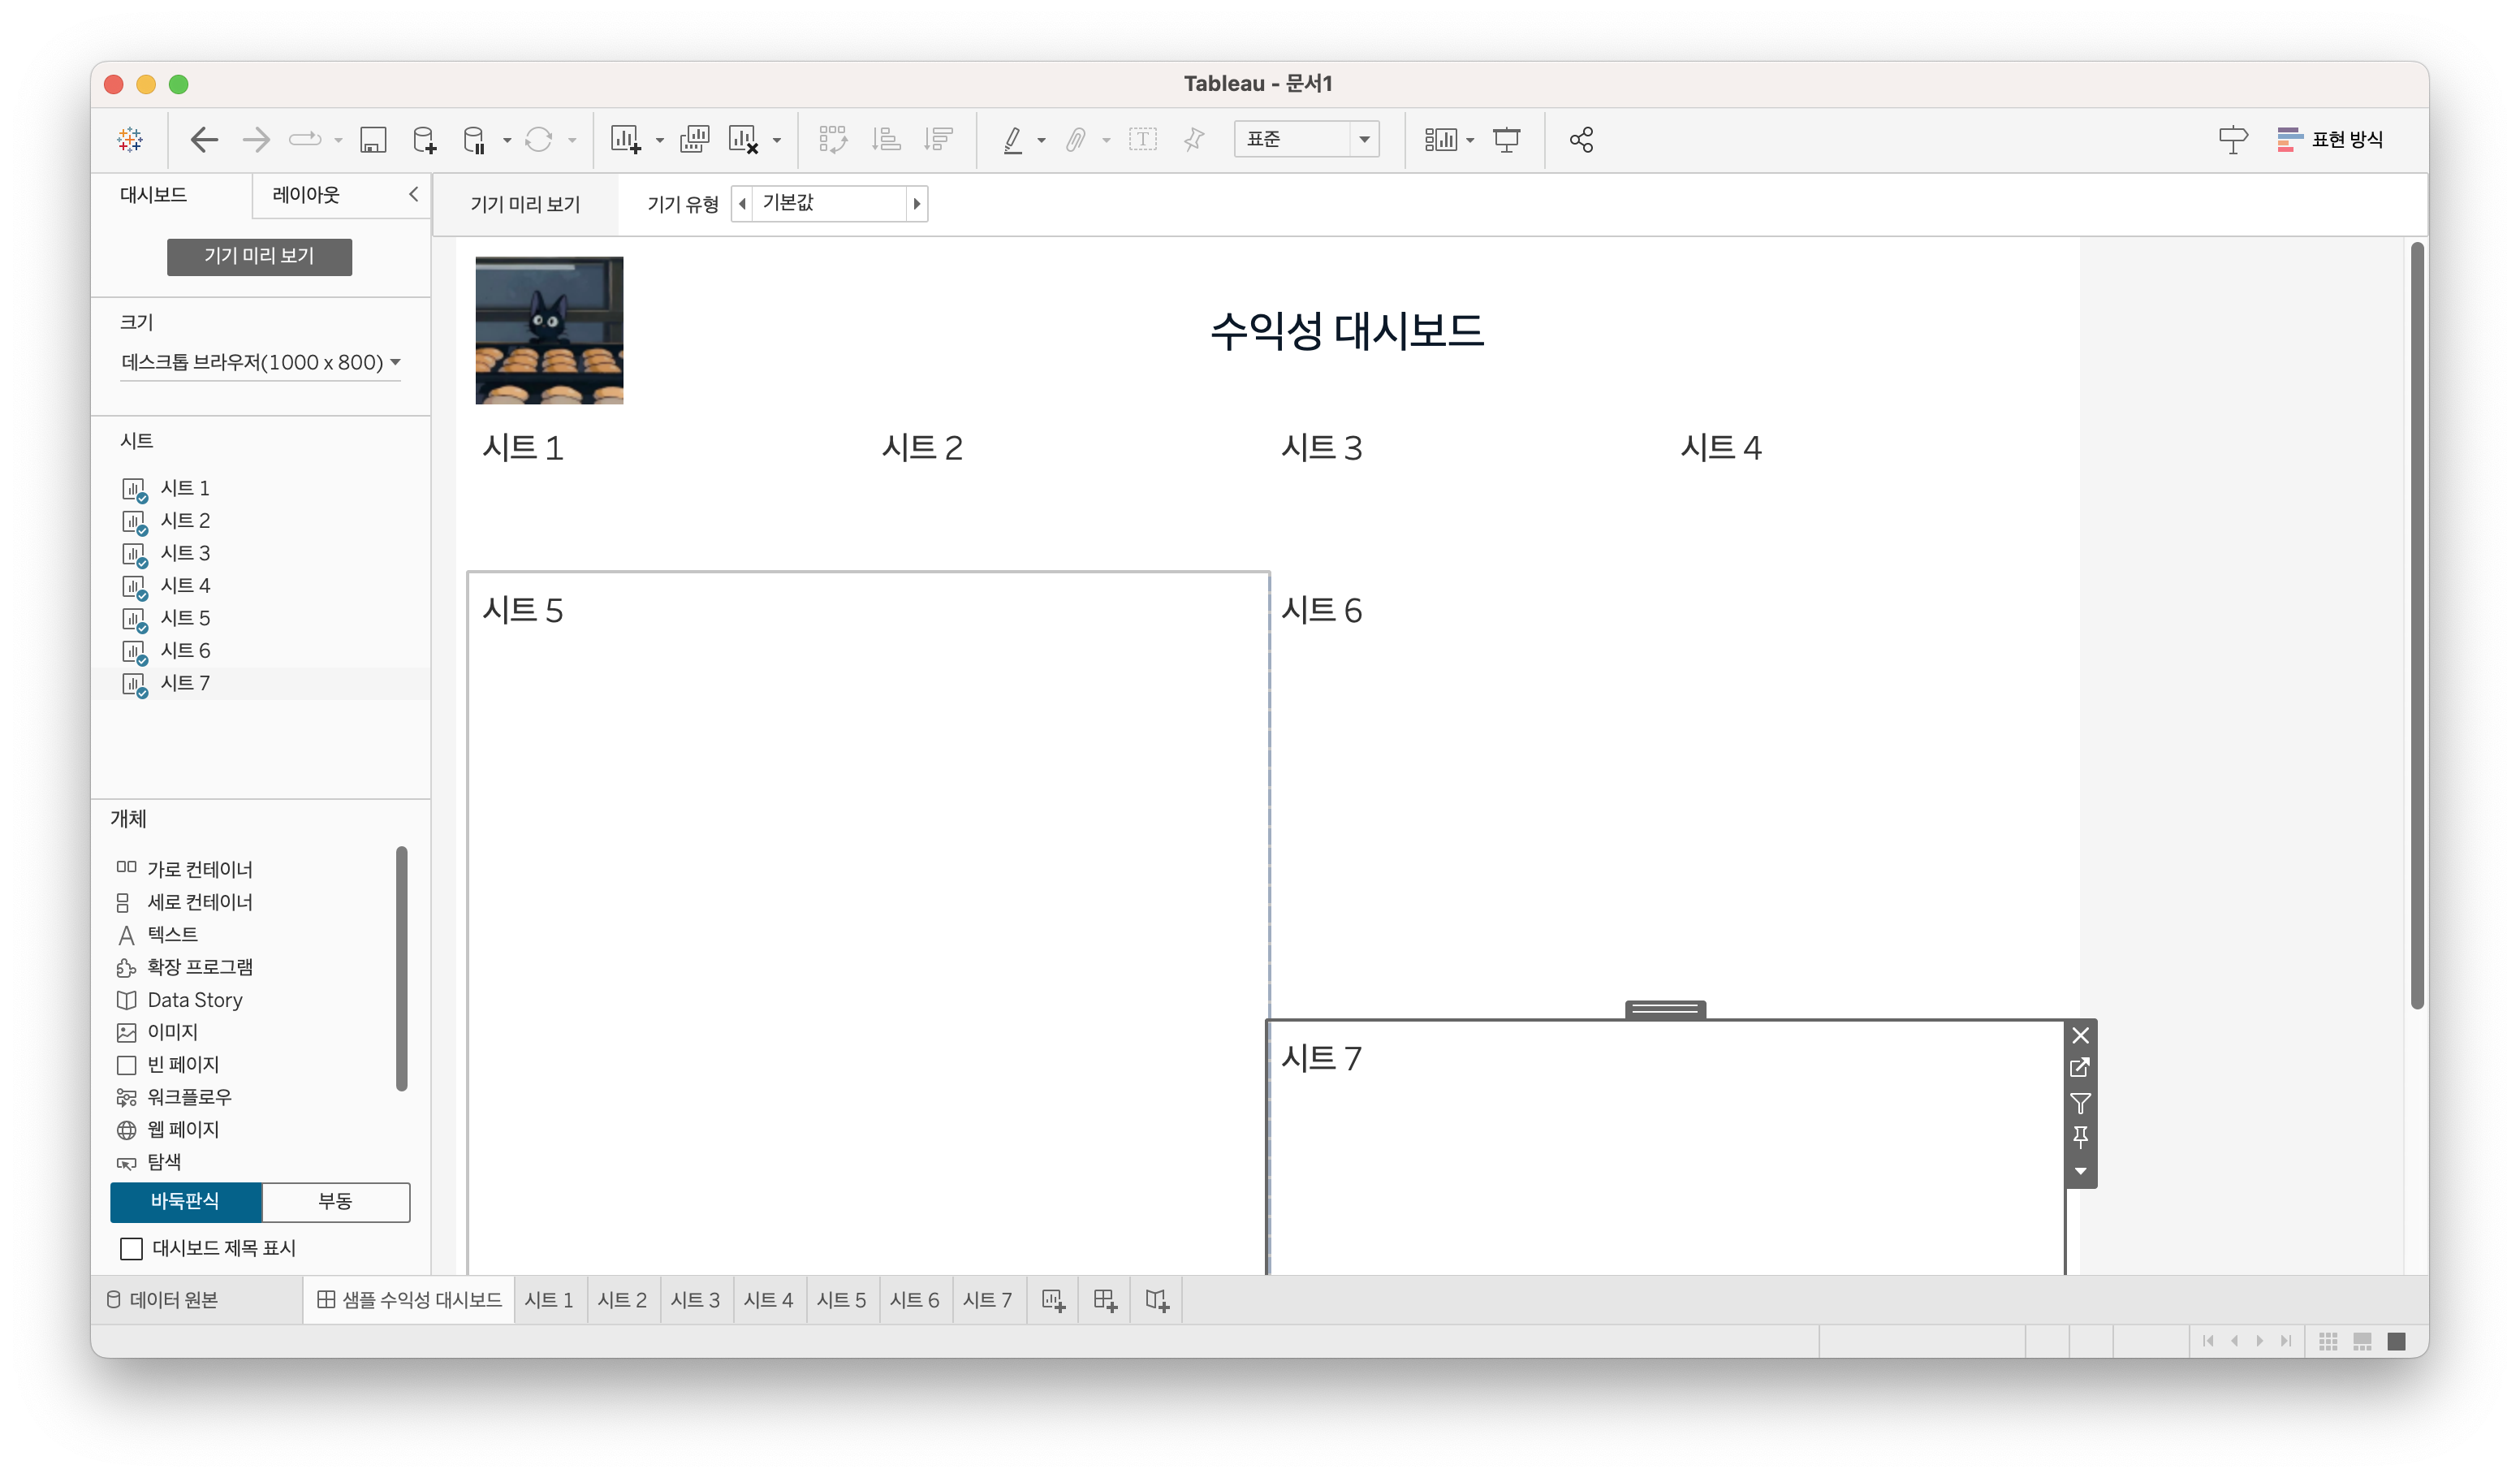 Tableau - 문서1
표준
표현 방식
대시보드
레이아웃
기기 미리 보기
기기 유형
기본값
기기 미리 보기
크기
데스크톱 브라우저(1000 x 800)
시트
시트 1
시트 2
시트 3
시트 4
시트 5
시트 6
시트 7
개체
가로 컨테이너
세로 컨테이너
텍스트
확장 프로그램
Data Story
이미지
빈 페이지
워크플로우
웹 페이지
탐색
바둑판식
부동
대시보드 제목 표시
수익성 대시보드
시트 1
시트 2
시트 3
시트 4
시트 5
시트 6
시트 7
데이터 원본
샘플 수익성 대시보드
시트 1
시트 2
시트 3
시트 4
시트 5
시트 6
시트 7